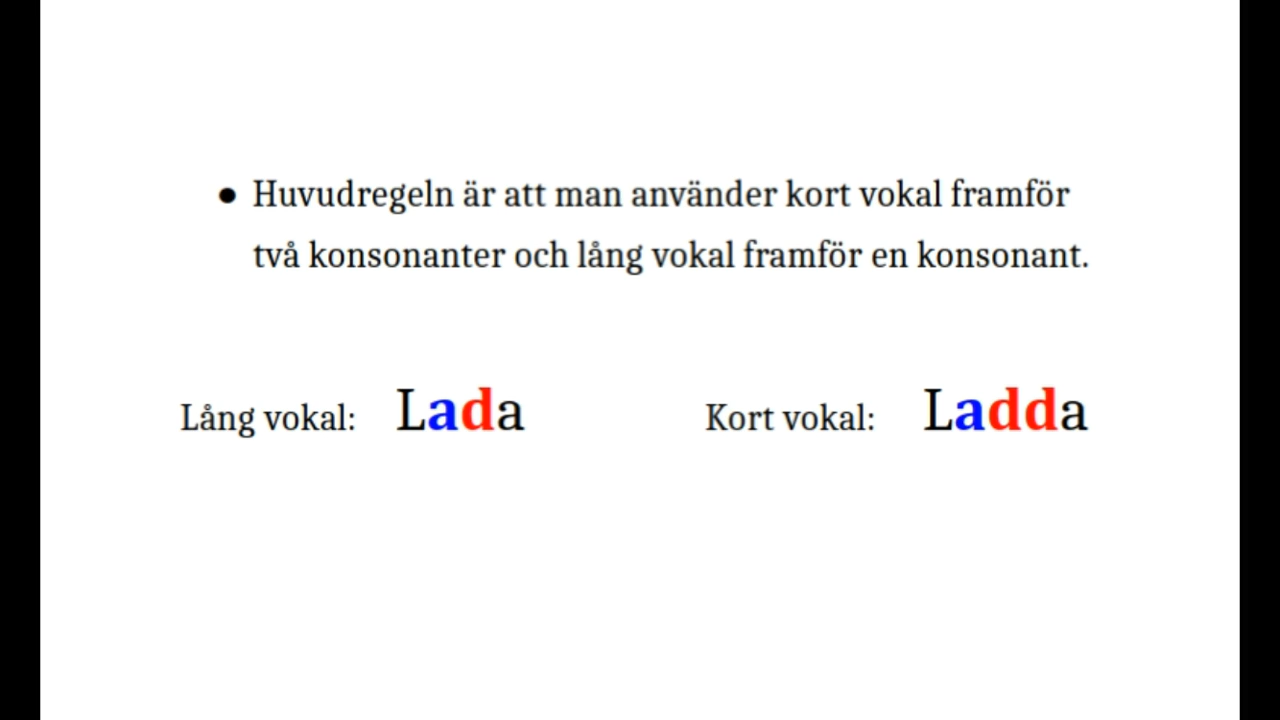 ● Huvudregeln är att man använder kort vokal framför
två konsonanter och lång vokal framför en konsonant.
Lång vokal: Lada Kort vokal: Ladda